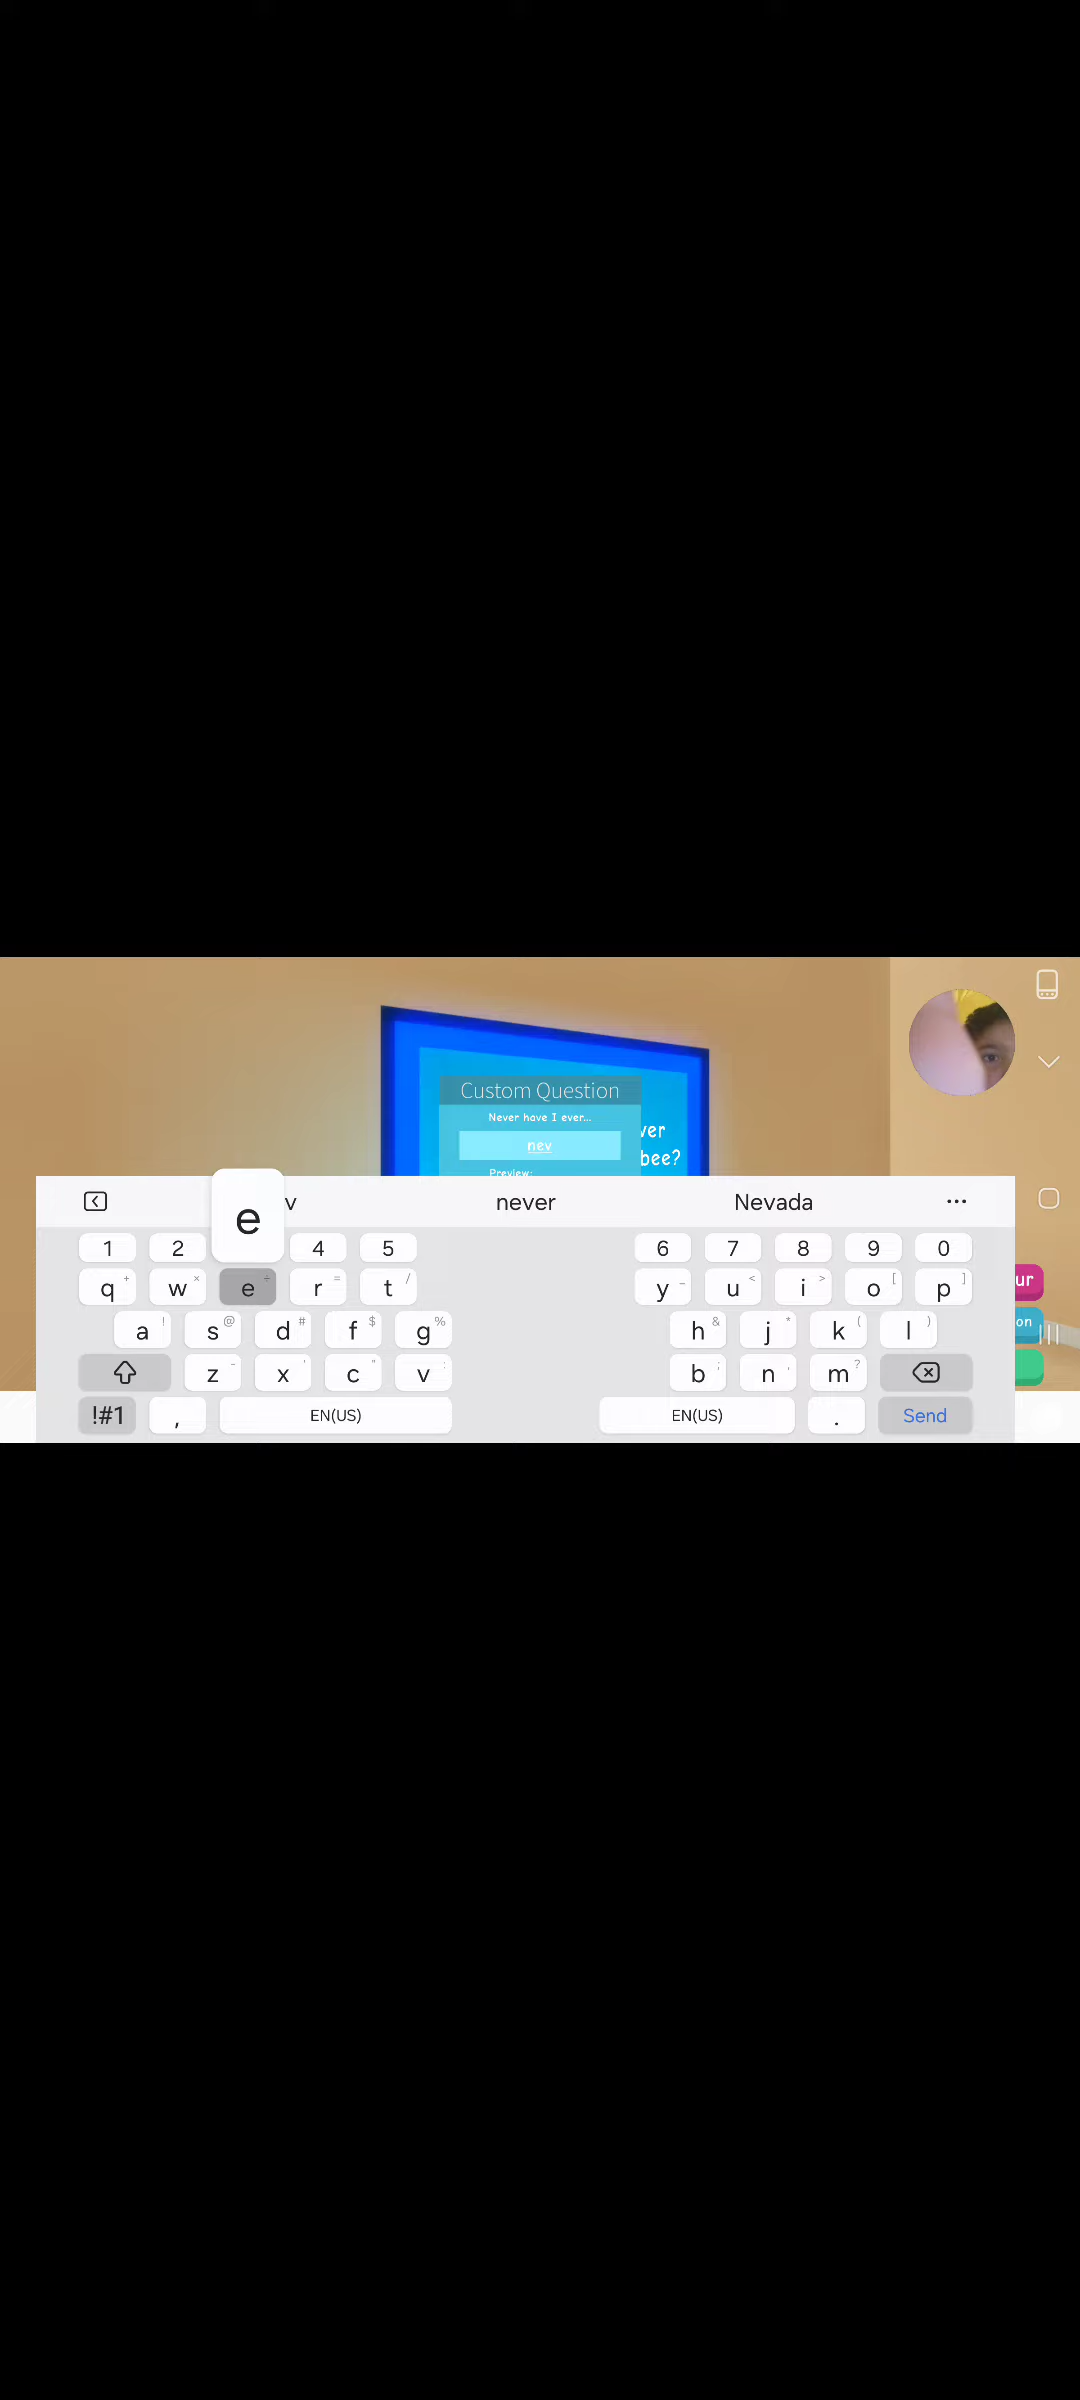 Custom Question
Never have I ever...
nev
ver
bee?
Preview:
e
v never Nevada ...
1 2 4 5 6 7 8 9 0
q + w × e ÷ r = t / y _ u < i > o [ p ]
a ! s @ d # f $ g % h & j * k ( l )
z - x ' c " v : b ; n , m ?
!#1 , EN(US) EN(US) . Send
ur
on